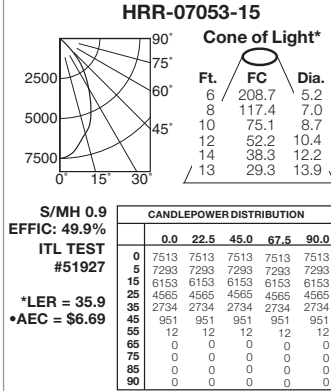 HRR-07053-15
90°
75°
60°
45°
2500
5000
7500
0° 15° 30°
Cone of Light*
Ft. FC Dia.
6 208.7 5.2
8 117.4 7.0
10 75.1 8.7
12 52.2 10.4
14 38.3 12.2
13 29.3 13.9
S/MH 0.9
EFFIC: 49.9%
ITL TEST
#51927
*LER = 35.9
•AEC = $6.69
CANDLEPOWER DISTRIBUTION
0.0 22.5 45.0 67.5 90.0
0 7513 7513 7513 7513 7513
5 7293 7293 7293 7293 7293
15 6153 6153 6153 6153 6153
25 4565 4565 4565 4565 4565
35 2734 2734 2734 2734 2734
45 951 951 951 951 951
55 12 12 12 12 12
65 0 0 0 0 0
75 0 0 0 0 0
85 0 0 0 0 0
90 0 0 0 0 0